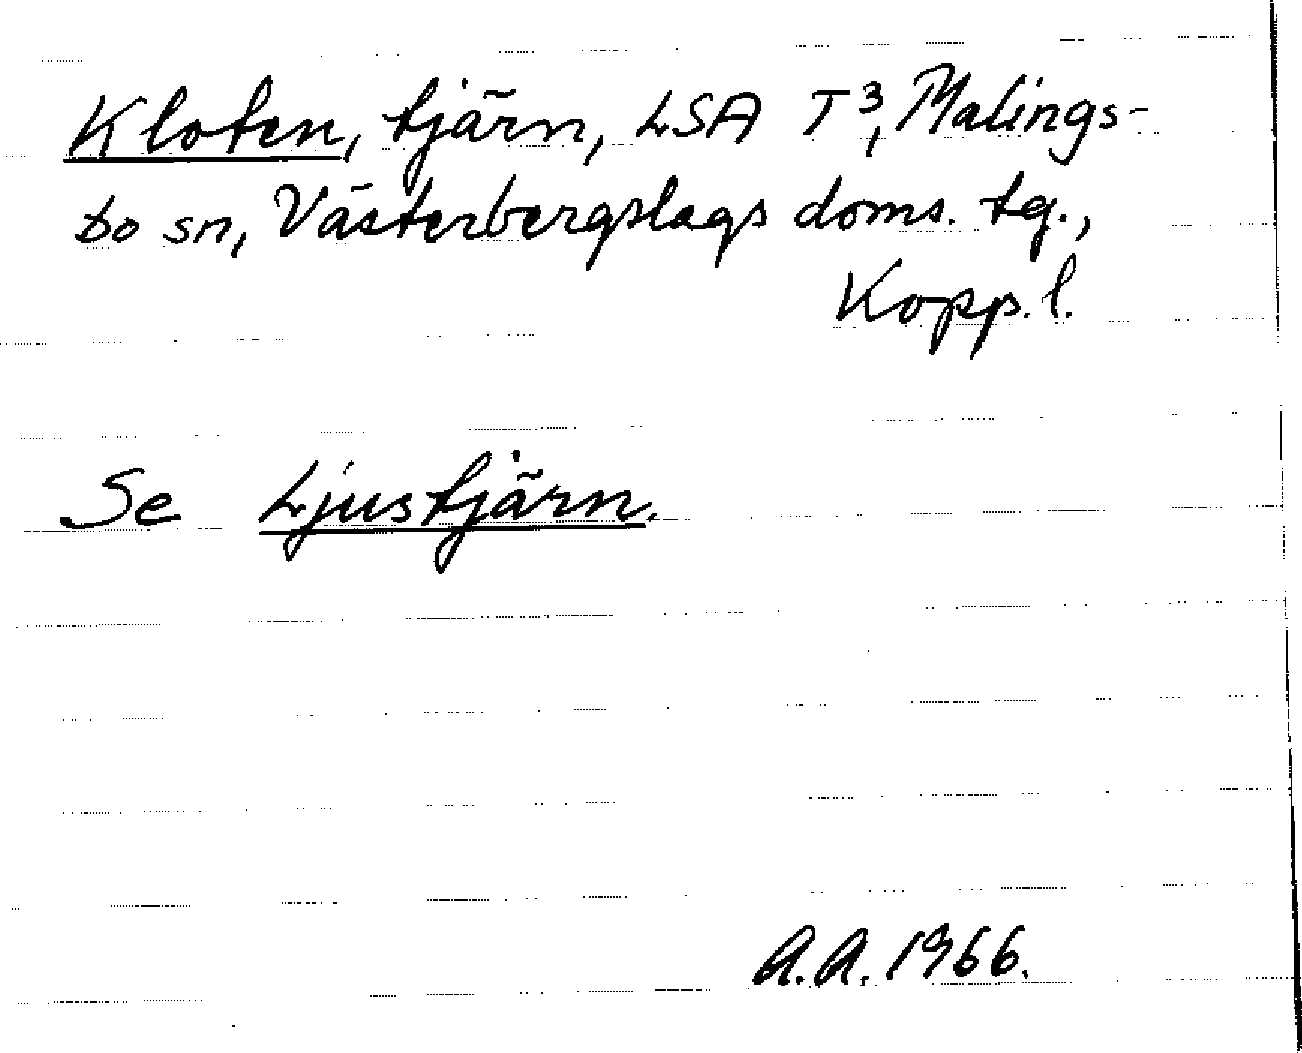 Kloten, tjärn, LSA T³, Malings-
bo sn, Västerbergslags doms. tg.,
Kopp. l.
Se Ljustjärn.
A.A. 1966.